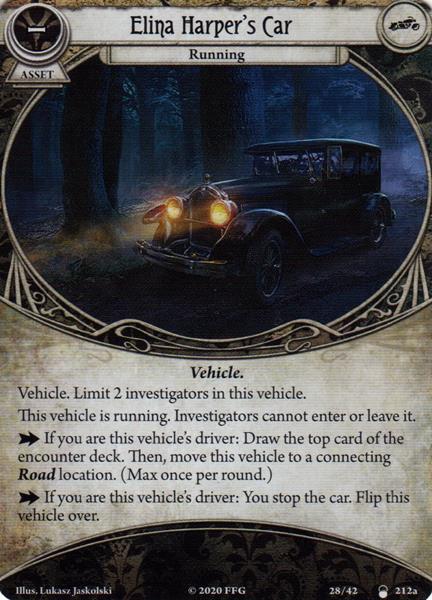 Elina Harper's Car
Running
ASSET
Vehicle.
Vehicle. Limit 2 investigators in this vehicle.
This vehicle is running. Investigators cannot enter or leave it.
If you are this vehicle's driver: Draw the top card of the
encounter deck. Then, move this vehicle to a connecting
Road location. (Max once per round.)
If you are this vehicle's driver: You stop the car. Flip this
vehicle over.
Illus. Lukasz Jaskolski
© 2020 FFG
28/42
212a